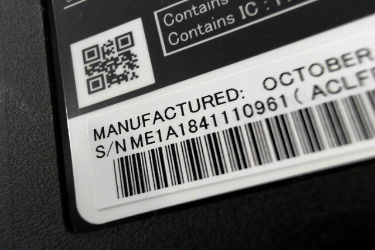 Contains
Contains IC :
MANUFACTURED: OCTOBER
S/N ME1A1841110961 ( ACLF